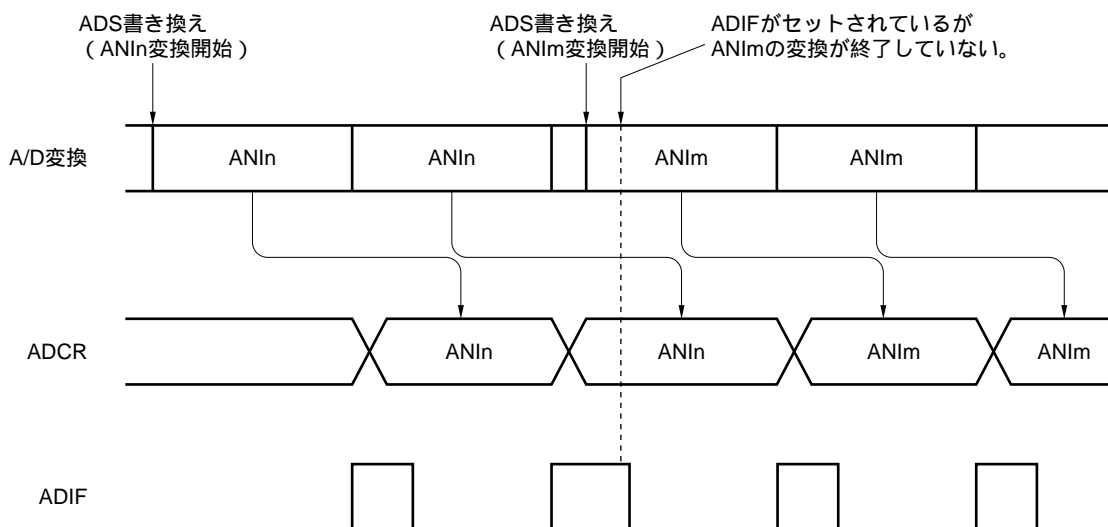 ADS書き換え
（ANIn変換開始）
ADS書き換え
（ANIm変換開始）
ADIFがセットされているが
ANImの変換が終了していない。
A/D変換
ANIn
ANIn
ANIm
ANIm
ADCR
ANIn
ANIn
ANIm
ANIm
ADIF